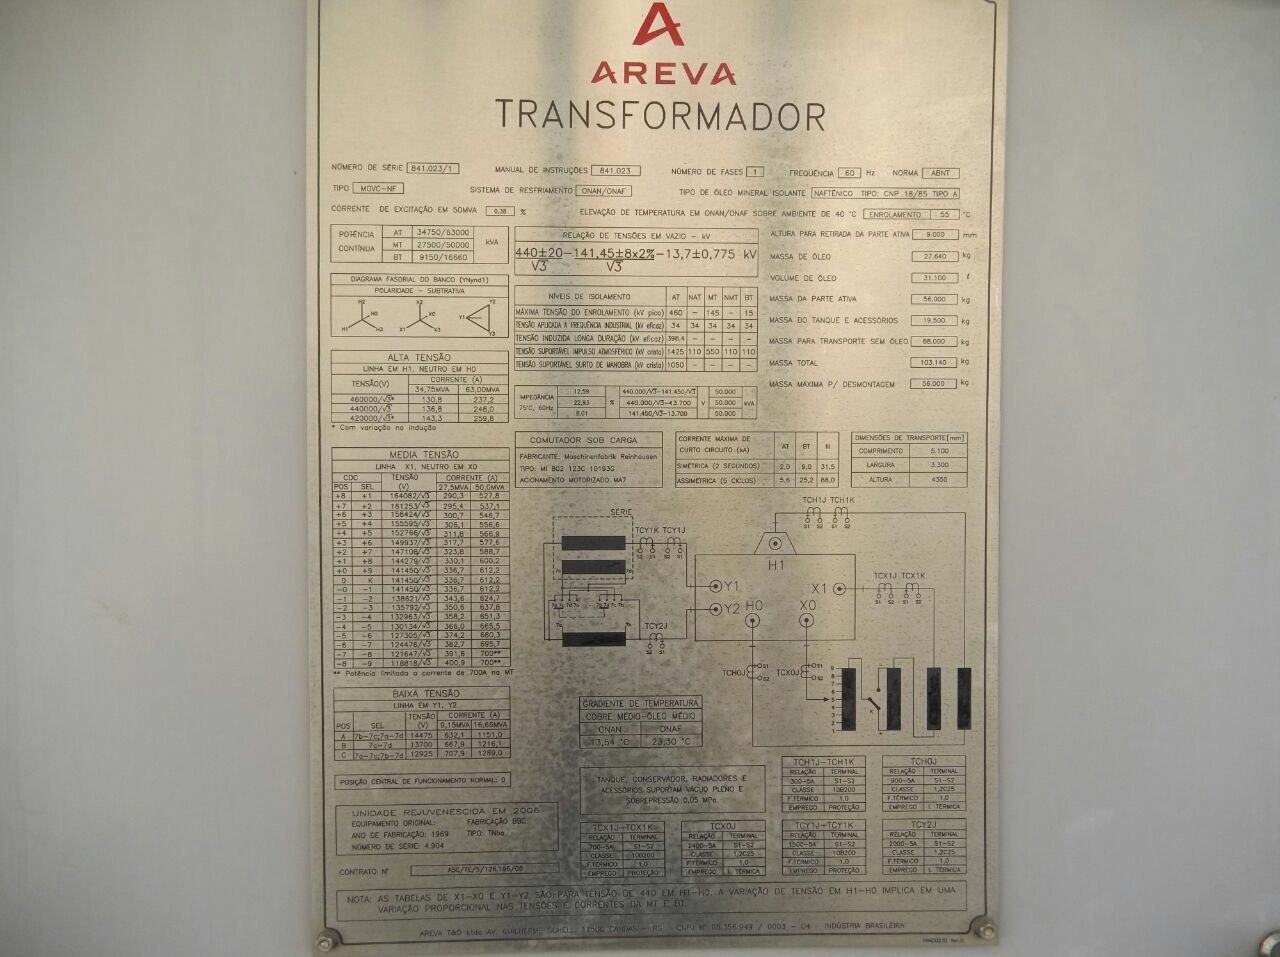 AREVA
TRANSFORMADOR
NÚMERO DE SÉRIE 841.023/1 MANUAL DE INSTRUÇÕES 841.023 NÚMERO DE FASES 1 FREQÜÊNCIA 60 Hz NORMA ABNT
TIPO MOVC-NF SISTEMA DE RESFRIAMENTO ONAN/ONAF TIPO DE ÓLEO MINERAL ISOLANTE NAFTÊNICO TIPO: CNP 18/85 TIPO A
CORRENTE DE EXCITAÇÃO EM 50MVA 0,38 % ELEVAÇÃO DE TEMPERATURA EM ONAN/ONAF SOBRE AMBIENTE DE 40 °C ENROLAMENTO 55 °C
POTÊNCIA CONTÍNUA
AT 34750/63000
MT 27500/50000 kVA
BT 9150/16660
RELAÇÃO DE TENSÕES EM VAZIO - kV
440±20/√3-141,45±8x2%/√3-13,7±0,775 kV
ALTURA PARA RETIRADA DA PARTE ATIVA 9.000 mm
MASSA DE ÓLEO 27.640 kg
VOLUME DE ÓLEO 31.100 ℓ
MASSA DA PARTE ATIVA 56.000 kg
MASSA DO TANQUE E ACESSÓRIOS 19.500 kg
MASSA PARA TRANSPORTE SEM ÓLEO 68.000 kg
MASSA TOTAL 103.140 kg
MASSA MÁXIMA P/ DESMONTAGEM 56.000 kg
DIAGRAMA FASORIAL DO BANCO (YNynd1)
POLARIDADE - SUBTRATIVA
H2 H0 H1 H3 X2 X0 X1 X3 Y2 Y1 Y3
NÍVEIS DE ISOLAMENTO AT NAT MT NMT BT
MÁXIMA TENSÃO DO ENROLAMENTO (kV pico) 460 - 145 - 15
TENSÃO APLICADA À FREQUÊNCIA INDUSTRIAL (kV eficaz) 34 34 34 34 34
TENSÃO INDUZIDA LONGA DURAÇÃO (kV eficaz) 398,4 - - - -
TENSÃO SUPORTÁVEL IMPULSO ATMOSFÉRICO (kV crista) 1425 110 550 110 110
TENSÃO SUPORTÁVEL SURTO DE MANOBRA (kV crista) 1050 - - - -
ALTA TENSÃO
LINHA EM H1, NEUTRO EM H0
TENSÃO(V) CORRENTE (A)
34,75MVA 63,00MVA
460000/√3* 130,8 237,2
440000/√3 136,8 248,0
420000/√3* 143,3 259,8
* Com variação na indução
IMPEDÂNCIA 75°C, 60Hz
12,59 440.000/√3-141.450/√3 50.000
22,93 % 440.000/√3-43.700 V 50.000 kVA
8,01 141.450/√3-13.700 50.000
COMUTADOR SOB CARGA
FABRICANTE: Maschinenfabrik Reinhausen
TIPO: MI 802 123C 10193G
ACIONAMENTO MOTORIZADO MA7
CORRENTE MÁXIMA DE CURTO CIRCUITO (kA) AT BT III
SIMÉTRICA (2 SEGUNDOS) 2,0 9,0 31,5
ASSIMÉTRICA (5 CICLOS) 5,6 25,2 88,0
DIMENSÕES DE TRANSPORTE[mm]
COMPRIMENTO 5.100
LARGURA 3.300
ALTURA 4350
MEDIA TENSÃO
LINHA X1, NEUTRO EM X0
CDC TENSÃO (V) CORRENTE (A)
POS SEL 27,5MVA 50,0MVA
+8 +1 164082/√3 290,3 527,8
+7 +2 161253/√3 295,4 537,1
+6 +3 158424/√3 300,7 546,7
+5 +4 155595/√3 306,1 556,6
+4 +5 152766/√3 311,8 566,9
+3 +6 149937/√3 317,7 577,6
+2 +7 147108/√3 323,8 588,7
+1 +8 144279/√3 330,1 600,2
+0 +9 141450/√3 336,7 612,2
0 K 141450/√3 336,7 612,2
-0 -1 141450/√3 336,7 612,2
-1 -2 138621/√3 343,6 624,7
-2 -3 135792/√3 350,6 637,8
-3 -4 132963/√3 358,2 651,3
-4 -5 130134/√3 366,0 665,5
-5 -6 127305/√3 374,2 680,3
-6 -7 124476/√3 382,7 695,7
-7 -8 121647/√3 391,6 700**
-8 -9 118818/√3 400,9 700**
** Potência limitada a corrente de 700A na MT
SÉRIE
TCY1K TCY1J
TCH1J TCH1K
H1
Y1 X1
Y2 H0 X0
TCX1J TCX1K
TCY2J
TCH0J TCX0J
BAIXA TENSÃO
LINHA EM Y1, Y2
POS SEL TENSÃO (V) CORRENTE (A)
9,15MVA 16,66MVA
A 7b-7c;7a-7d 14475 632,1 1151,0
B 7c-7d 13700 667,9 1216,1
C 7a-7c;7b-7d 12925 707,9 1289,0
GRADIENTE DE TEMPERATURA
COBRE MÉDIO-ÓLEO MÉDIO
ONAN ONAF
13,54 °C 23,30 °C
POSIÇÃO CENTRAL DE FUNCIONAMENTO NORMAL: 0
TANQUE, CONSERVADOR, RADIADORES E
ACESSÓRIOS SUPORTAM VÁCUO PLENO E
SOBREPRESSÃO 0,05 MPa.
TCH1J-TCH1K
RELAÇÃO TERMINAL
300-5A S1-S2
CLASSE 10B200
F.TÉRMICO 1,0
EMPREGO PROTEÇÃO
TCH0J
RELAÇÃO TERMINAL
900-5A S1-S2
CLASSE 1,2C25
F.TÉRMICO 1,0
EMPREGO I. TÉRMICA
UNIDADE REJUVENESCIDA EM 2006
EQUIPAMENTO ORIGINAL: FABRICAÇÃO BBC
ANO DE FABRICAÇÃO: 1969 TIPO: TNba
NÚMERO DE SÉRIE: 4.904
TCX1J-TCX1K
RELAÇÃO TERMINAL
700-5A S1-S2
CLASSE 10B200
F.TÉRMICO 1,0
EMPREGO PROTEÇÃO
TCX0J
RELAÇÃO TERMINAL
2400-5A S1-S2
CLASSE 1,2C25
F.TÉRMICO 1,0
EMPREGO I. TÉRMICA
TCY1J-TCY1K
RELAÇÃO TERMINAL
1500-5A S1-S2
CLASSE 10B200
F.TÉRMICO 1,0
EMPREGO PROTEÇÃO
TCY2J
RELAÇÃO TERMINAL
2000-5A S1-S2
CLASSE 1,2C25
F.TÉRMICO 1,0
EMPREGO I. TÉRMICA
CONTRATO N° ASC/TE/5/126.195/06
NOTA: AS TABELAS DE X1-X0 E Y1-Y2 SÃO PARA TENSÃO DE 440 EM H1-H0. A VARIAÇÃO DE TENSÃO EM H1-H0 IMPLICA EM UMA
VARIAÇÃO PROPORCIONAL NAS TENSÕES E CORRENTES DA MT E BT.
AREVA T&D Ltda AV. GUILHERME SCHELL, 11500 CANOAS - RS - CNPJ N° 05.356.949 / 0003 - 04 INDÚSTRIA BRASILEIRA